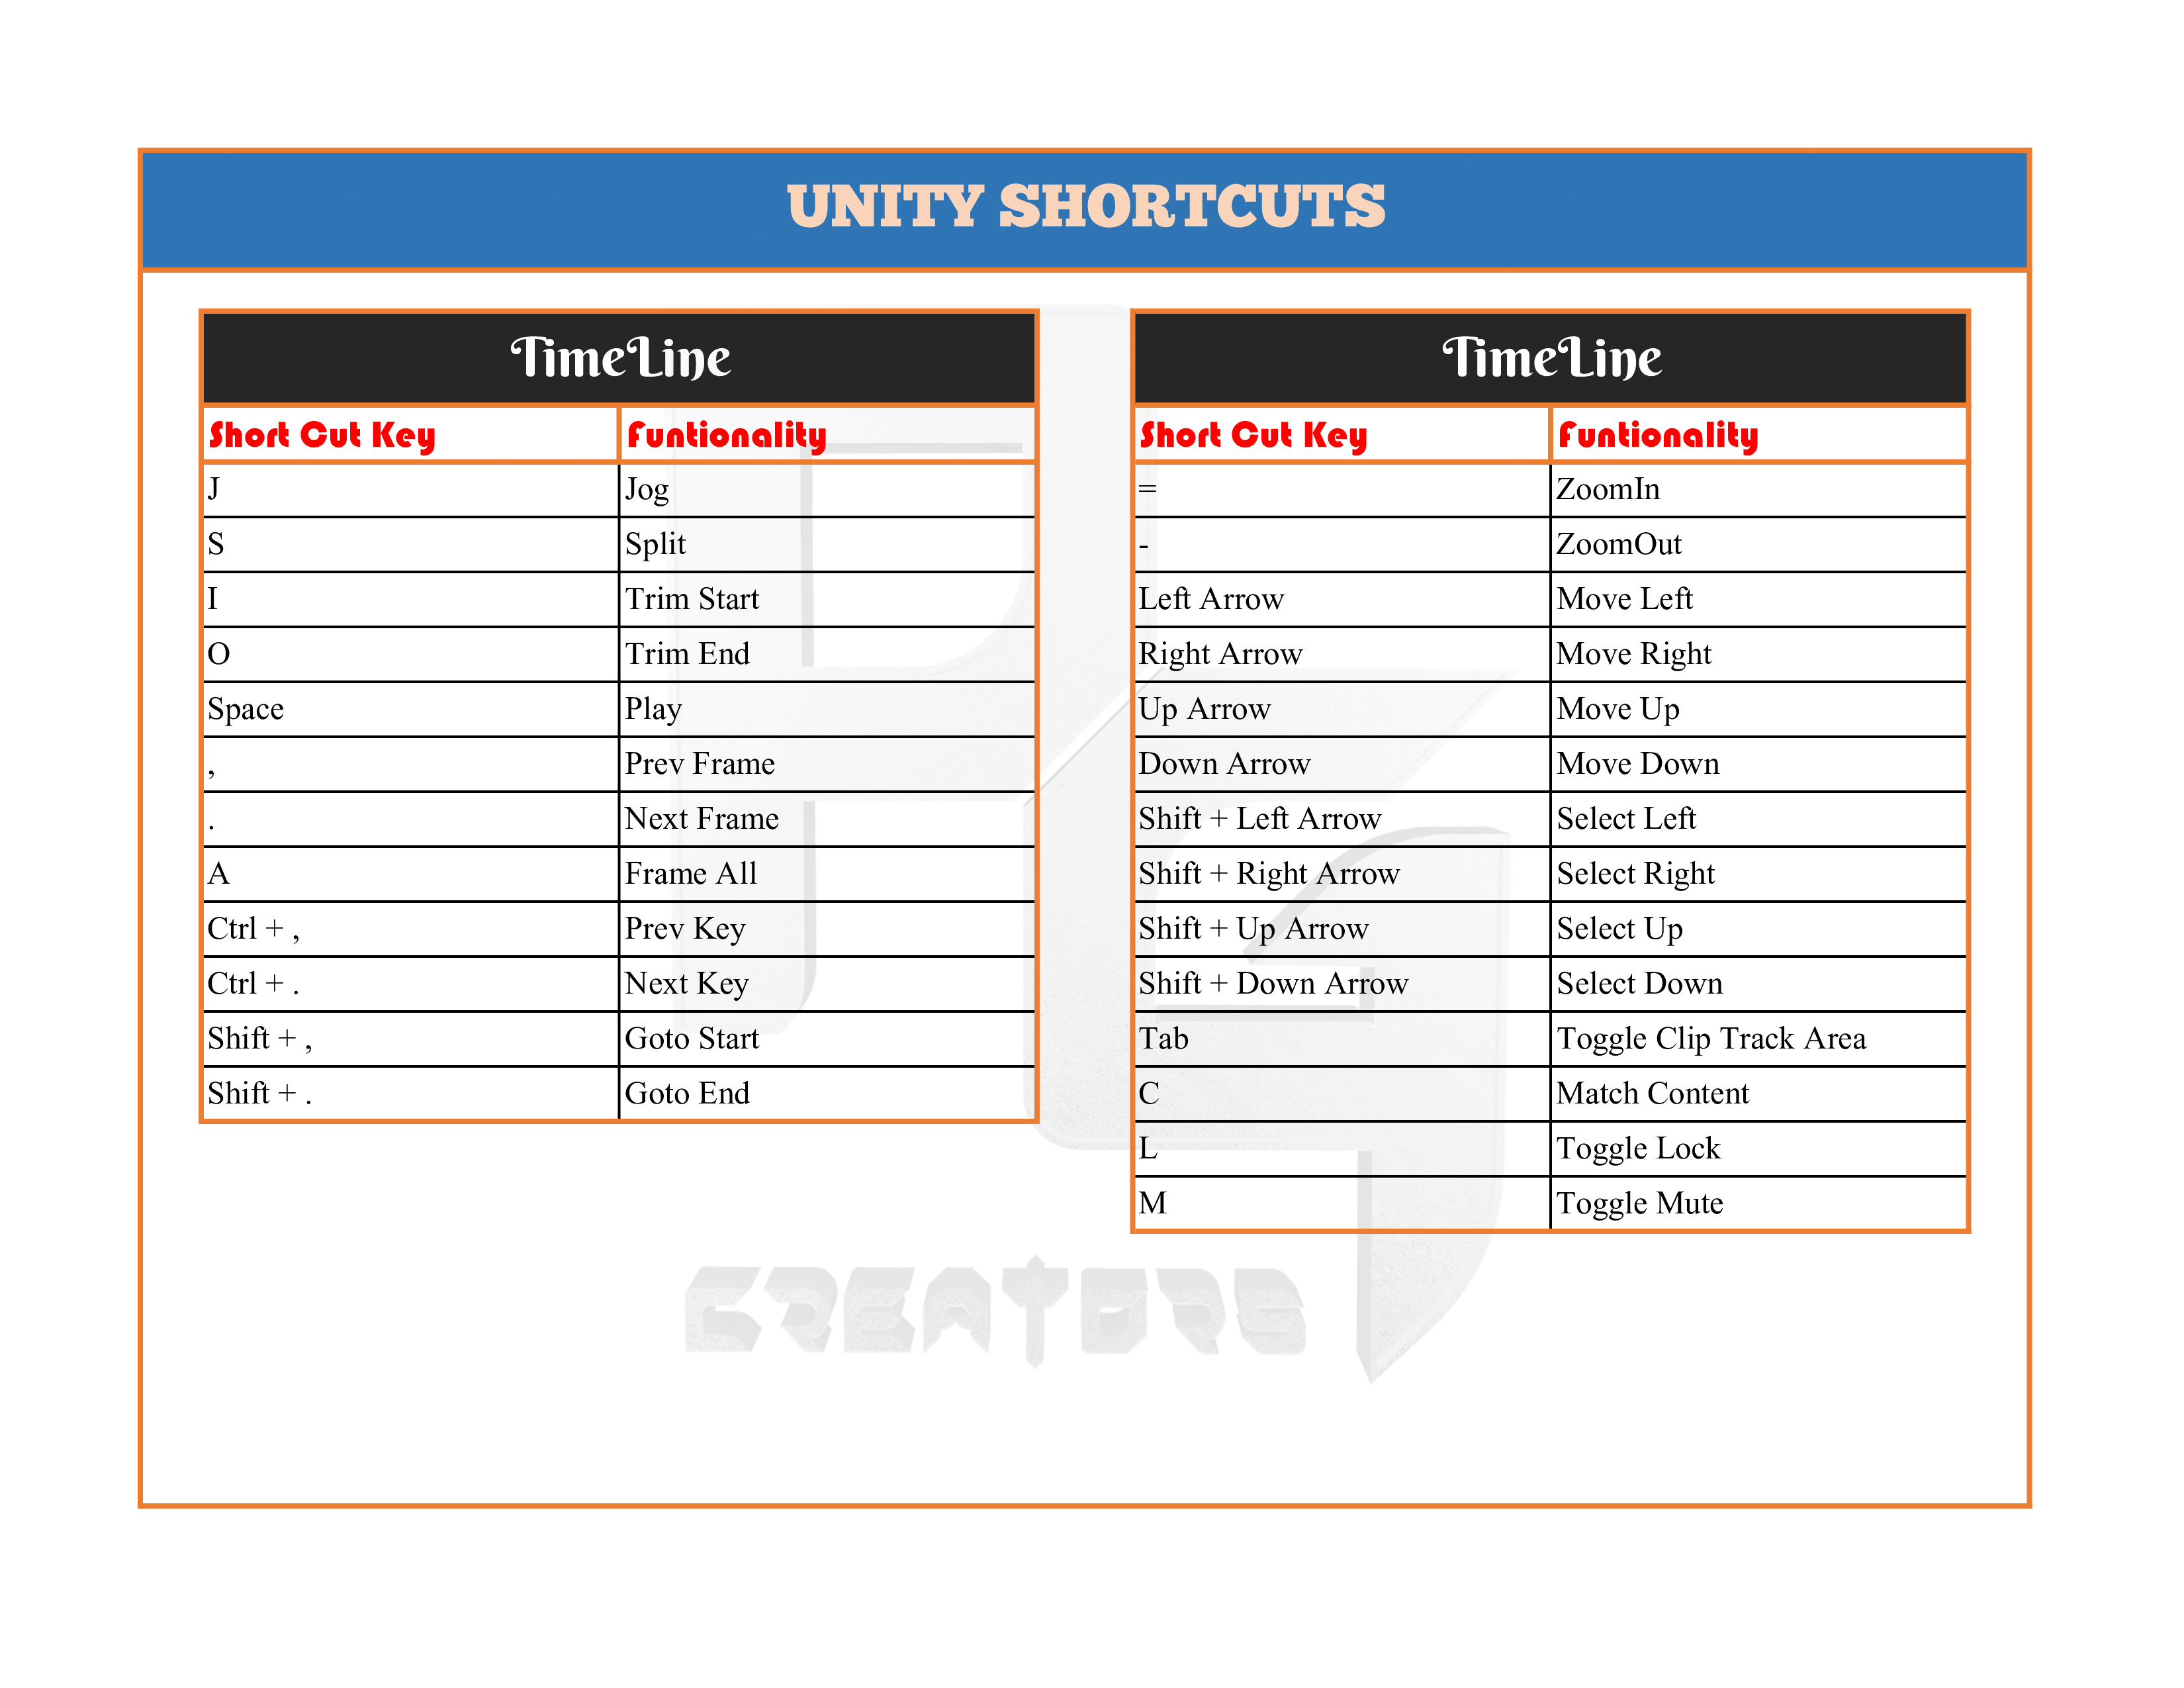 UNITY SHORTCUTS
TimeLine
Short Cut Key Funtionality
J Jog
S Split
I Trim Start
O Trim End
Space Play
, Prev Frame
. Next Frame
A Frame All
Ctrl + , Prev Key
Ctrl + . Next Key
Shift + , Goto Start
Shift + . Goto End
TimeLine
Short Cut Key Funtionality
= ZoomIn
- ZoomOut
Left Arrow Move Left
Right Arrow Move Right
Up Arrow Move Up
Down Arrow Move Down
Shift + Left Arrow Select Left
Shift + Right Arrow Select Right
Shift + Up Arrow Select Up
Shift + Down Arrow Select Down
Tab Toggle Clip Track Area
C Match Content
L Toggle Lock
M Toggle Mute
CREATORS